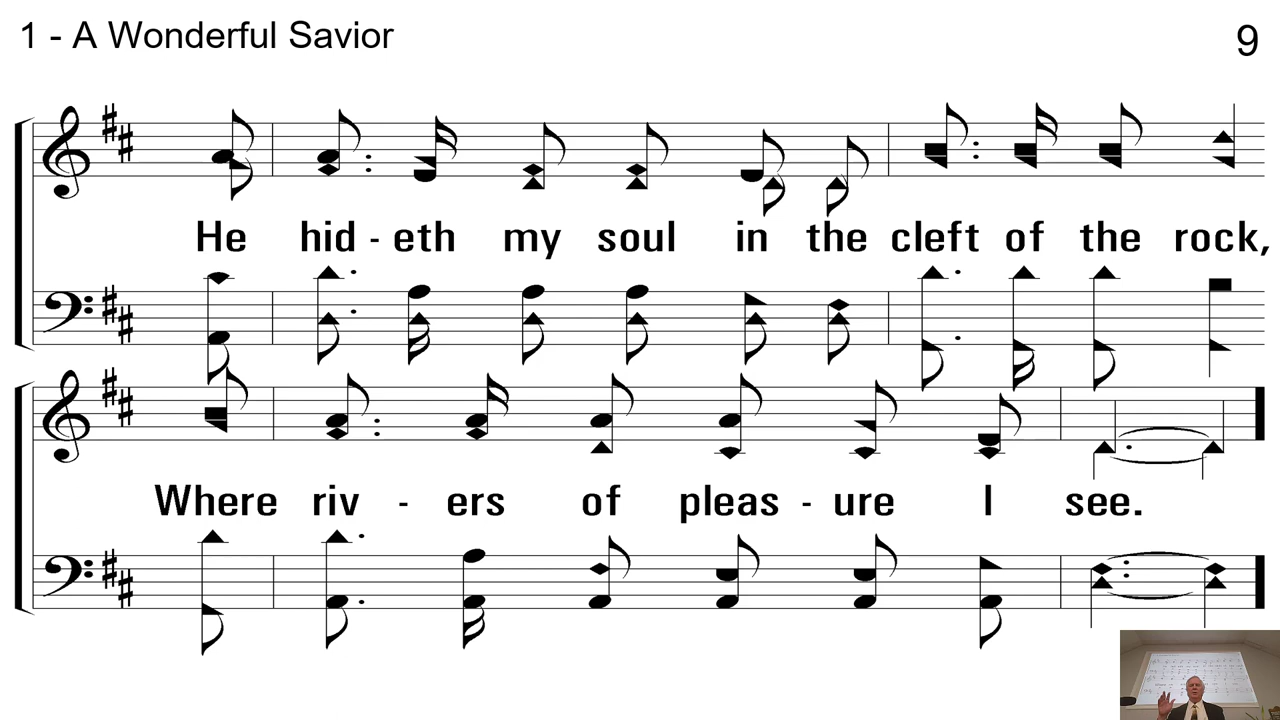 1 - A Wonderful Savior
9
He hid - eth my soul in the cleft of the rock,
Where riv - ers of pleas - ure I see.